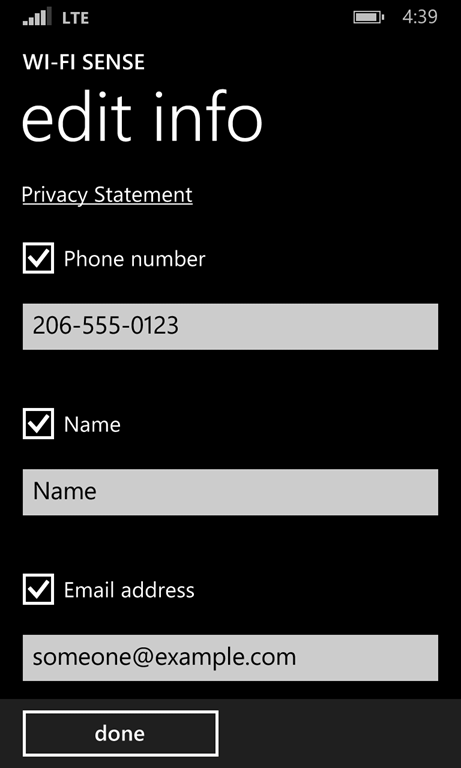 LTE 4:39
WI-FI SENSE
edit info
Privacy Statement
Phone number
206-555-0123
Name
Name
Email address
someone@example.com
done